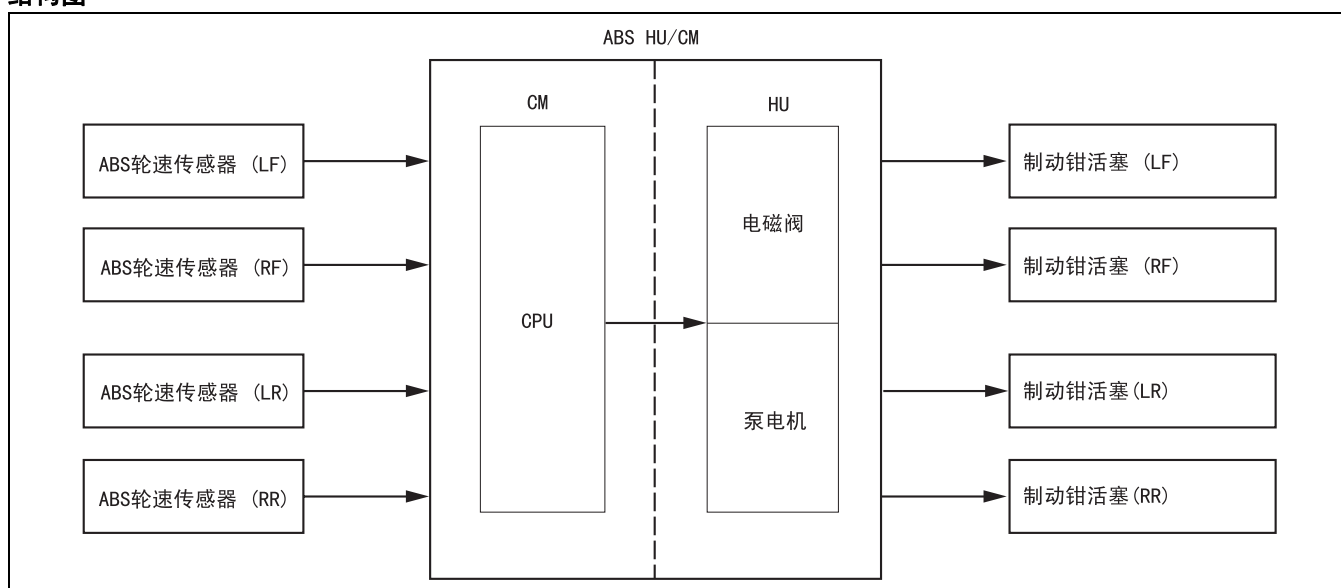 结构图
ABS HU/CM
CM
HU
ABS轮速传感器 (LF)
ABS轮速传感器 (RF)
ABS轮速传感器 (LR)
ABS轮速传感器 (RR)
CPU
电磁阀
泵电机
制动钳活塞 (LF)
制动钳活塞 (RF)
制动钳活塞(LR)
制动钳活塞(RR)